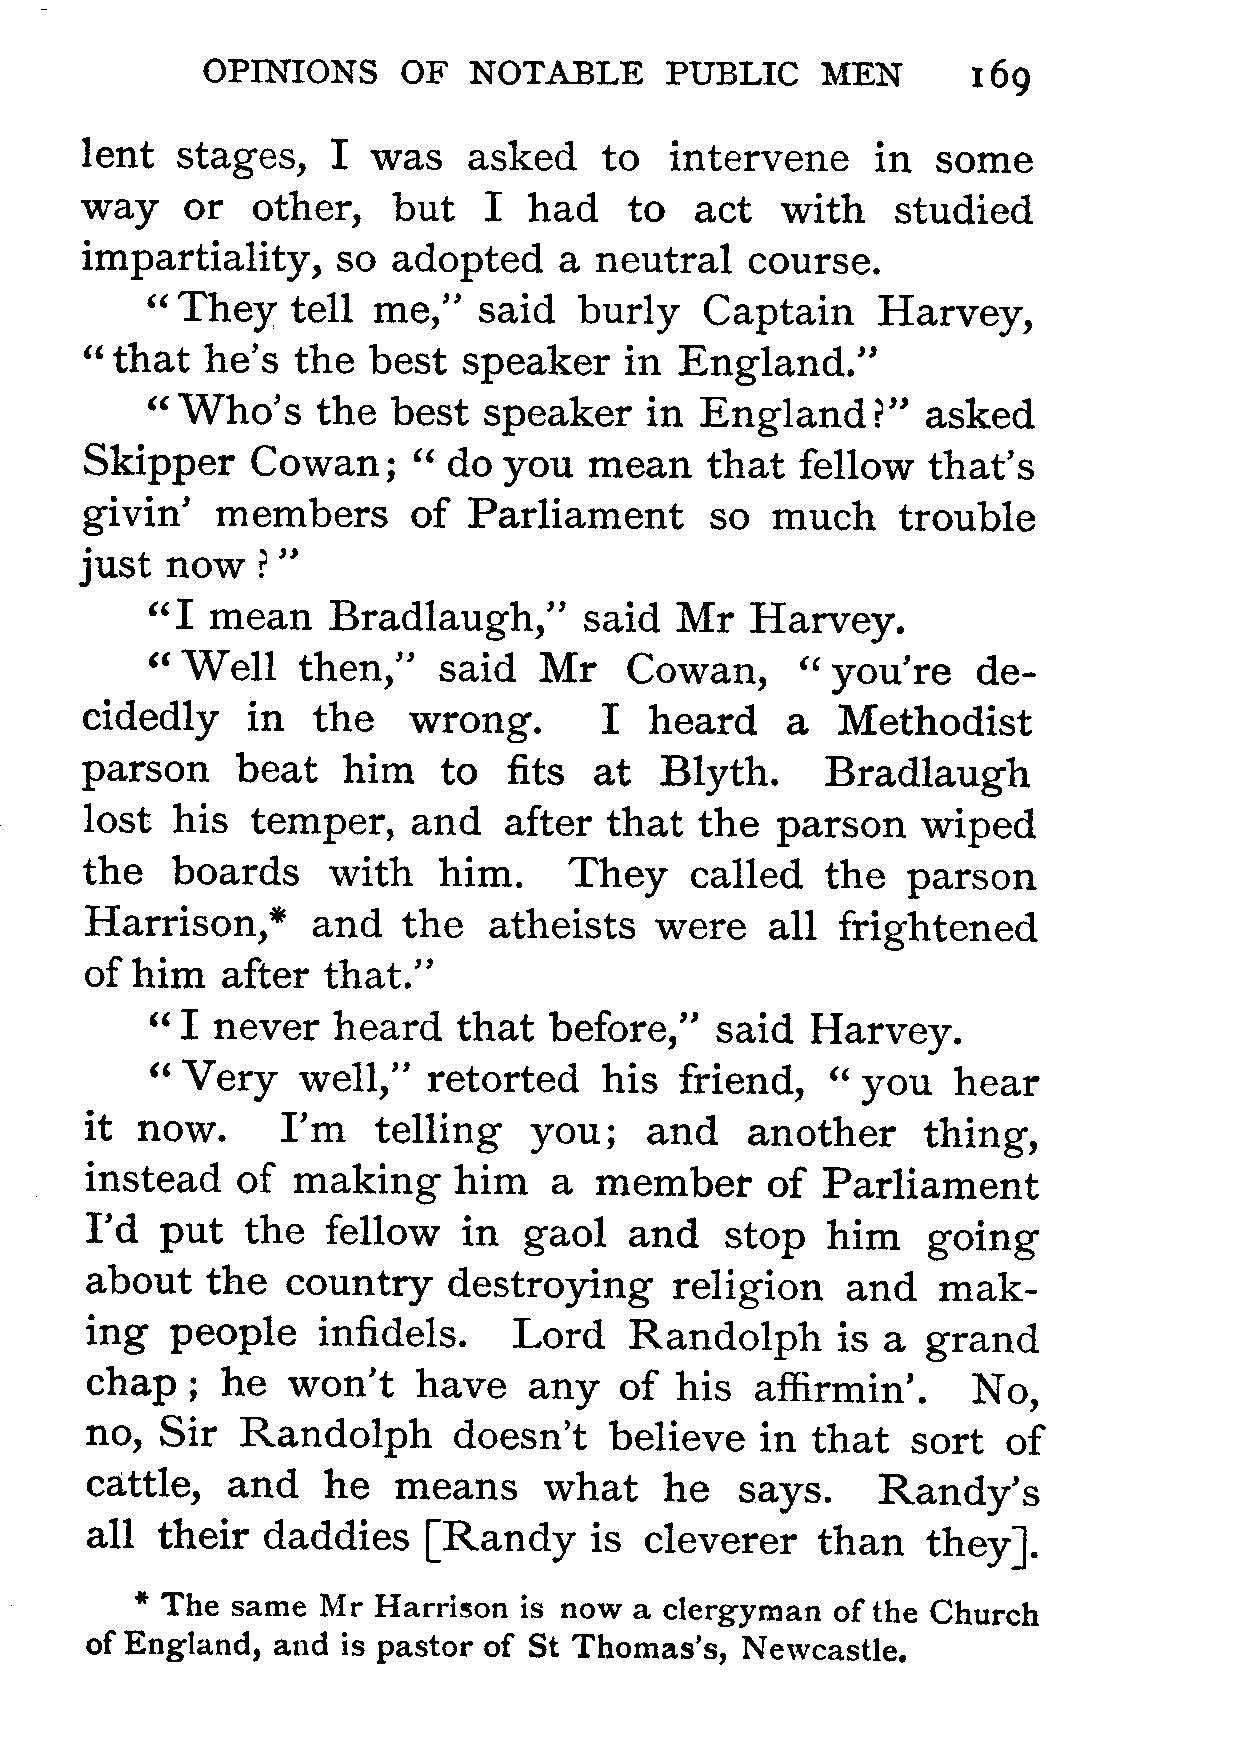 OPINIONS OF NOTABLE PUBLIC MEN 169
lent stages, I was asked to intervene in some
way or other, but I had to act with studied
impartiality, so adopted a neutral course.
“They tell me,” said burly Captain Harvey,
“that he's the best speaker in England.”
“Who's the best speaker in England?” asked
Skipper Cowan; “ do you mean that fellow that's
givin' members of Parliament so much trouble
just now ? ”
“I mean Bradlaugh,” said Mr Harvey.
“ Well then,” said Mr Cowan, “ you're de-
cidedly in the wrong. I heard a Methodist
parson beat him to fits at Blyth. Bradlaugh
lost his temper, and after that the parson wiped
the boards with him. They called the parson
Harrison,* and the atheists were all frightened
of him after that.”
“ I never heard that before,” said Harvey.
“ Very well,” retorted his friend, “ you hear
it now. I'm telling you; and another thing,
instead of making him a member of Parliament
I'd put the fellow in gaol and stop him going
about the country destroying religion and mak-
ing people infidels. Lord Randolph is a grand
chap ; he won't have any of his affirmin'. No,
no, Sir Randolph doesn't believe in that sort of
cattle, and he means what he says. Randy's
all their daddies [Randy is cleverer than they].
* The same Mr Harrison is now a clergyman of the Church
of England, and is pastor of St Thomas's, Newcastle.